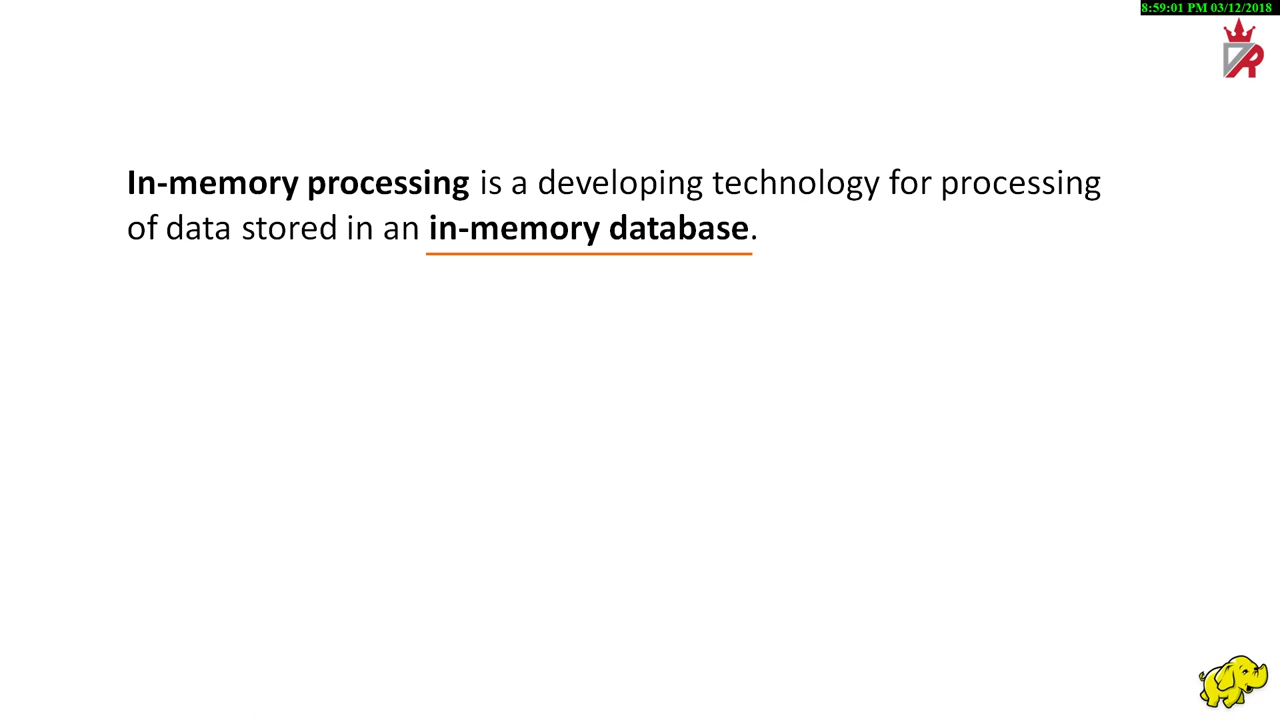 8:59:01 PM 03/12/2018
In-memory processing is a developing technology for processing
of data stored in an in-memory database.